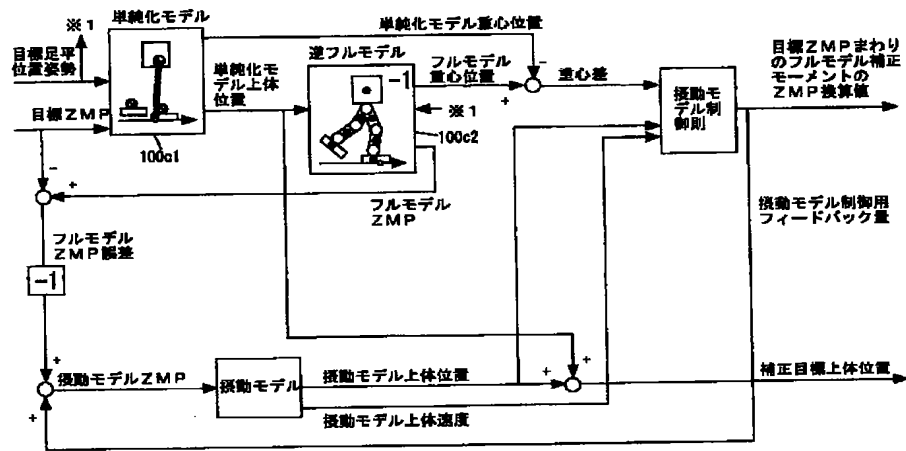 ※1
単純化モデル
目標足平
位置姿勢
目標ZMP
100c1
単純化モデル重心位置
単純化モ
デル上体
位置
逆フルモデル
-1
※1
100c2
フルモデル
重心位置
-
+
重心差
摂動モ
デル制
御則
目標ZMPまわり
のフルモデル補正
モーメントの
ZMP換算値
-
+
フルモデル
ZMP
摂動モデル制御用
フィードバック量
フルモデル
ZMP誤差
-1
+
+
摂動モデルZMP
摂動モデル
摂動モデル上体位置
摂動モデル上体速度
+
+
補正目標上体位置